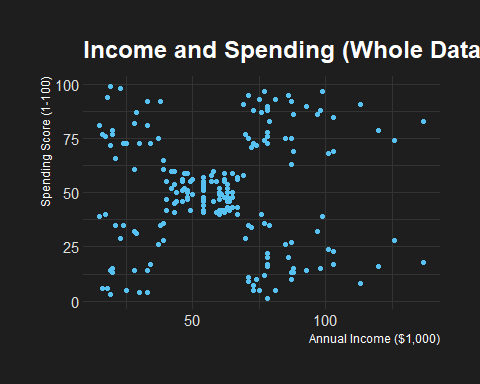 Income and Spending (Whole Data
Spending Score (1-100)
100
75
50
25
0
50
100
Annual Income ($1,000)